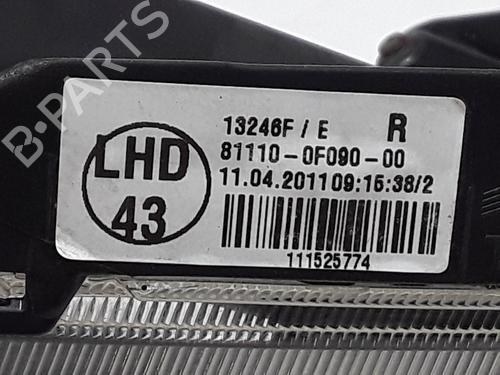 B-PARTS
LHD
43
13246F / E R
81110-0F090-00
11.04.2011 09:15:38/2
111525774